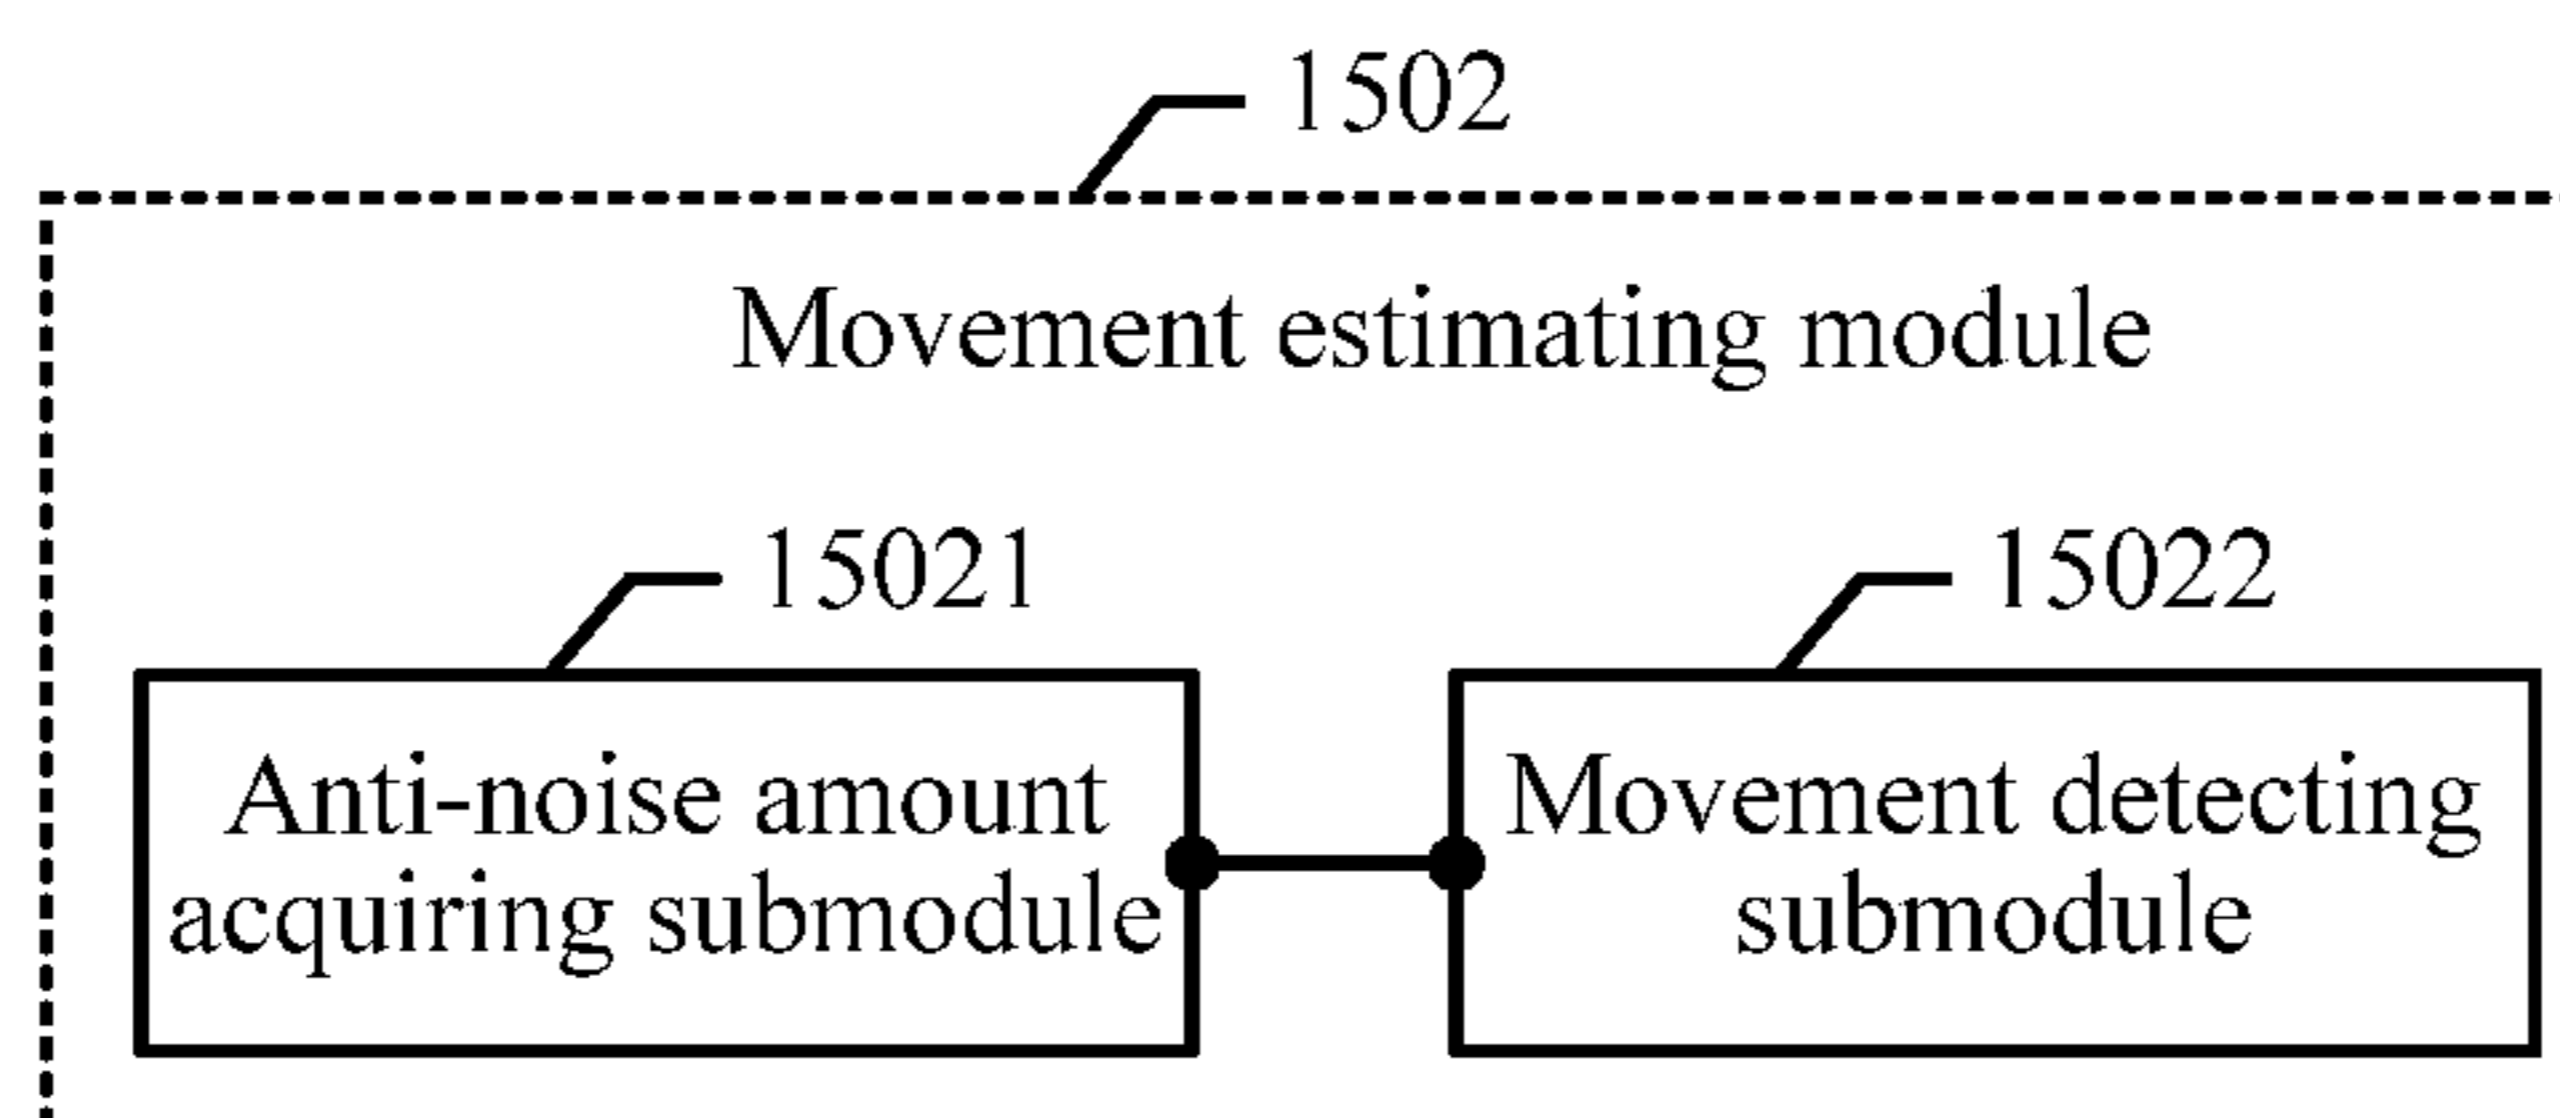 1502
Movement estimating module
15021
15022
Anti-noise amount
acquiring submodule
Movement detecting
submodule